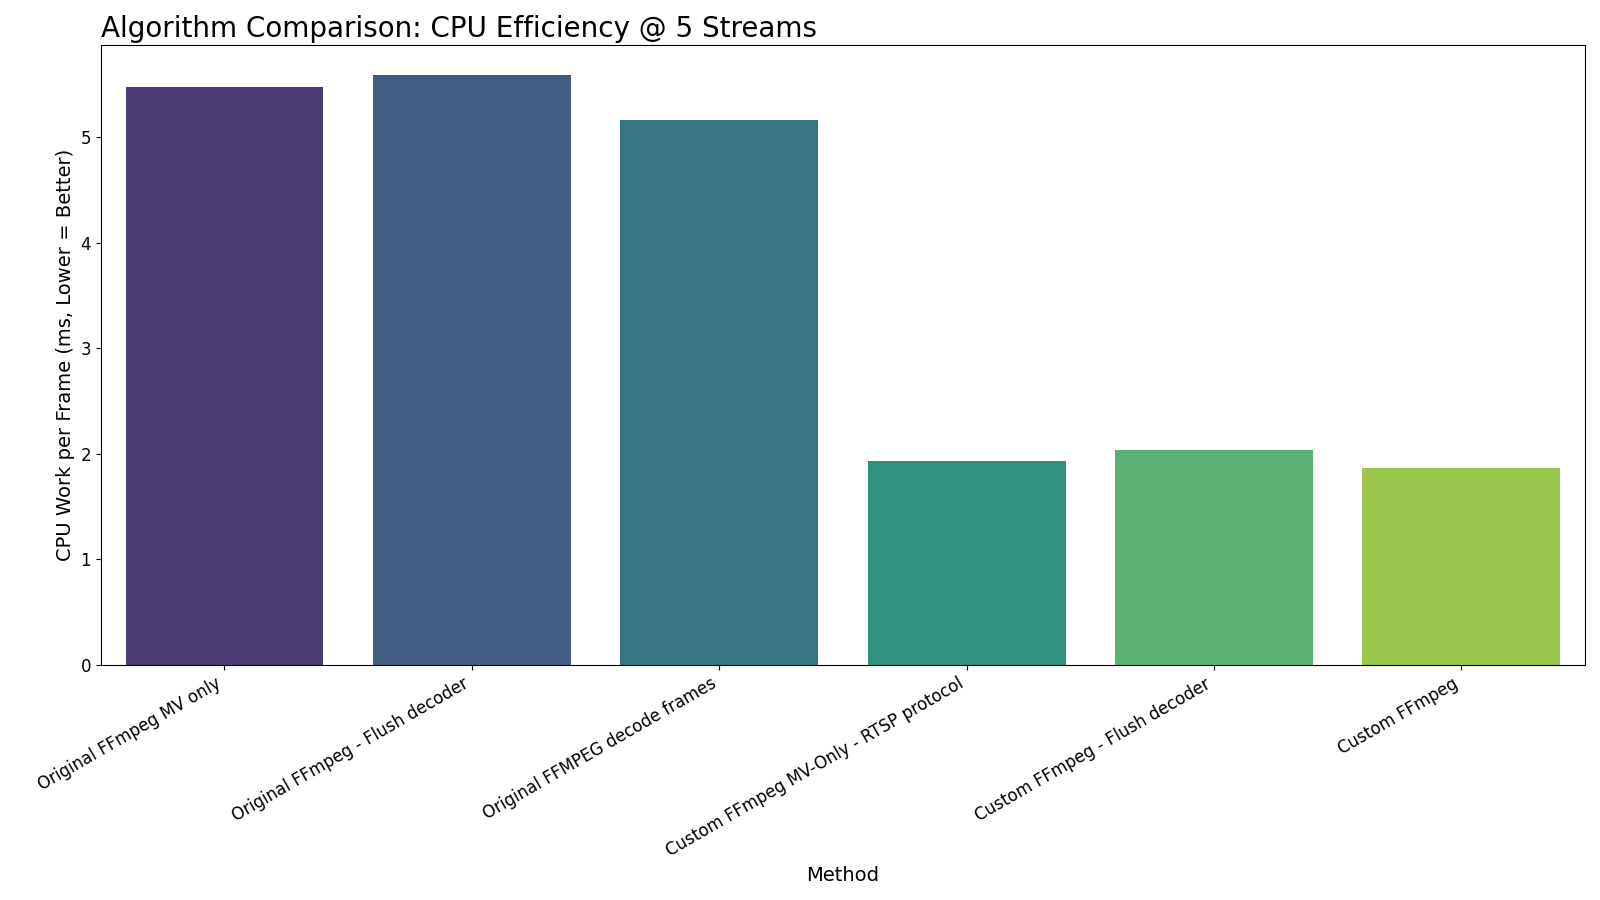 Algorithm Comparison: CPU Efficiency @ 5 Streams
CPU Work per Frame (ms, Lower = Better)
5
4
3
2
1
0
Original FFmpeg MV only
Original FFmpeg - Flush decoder
Original FFMPEG decode frames
Custom FFmpeg MV-Only - RTSP protocol
Custom FFmpeg - Flush decoder
Custom FFmpeg
Method